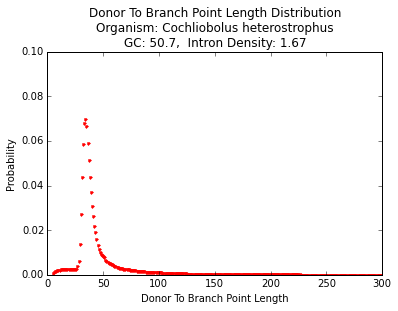 Donor To Branch Point Length Distribution
Organism: Cochliobolus heterostrophus
GC: 50.7,  Intron Density: 1.67
0.10
0.08
0.06
0.04
0.02
0.00
Probability
0 50 100 150 200 250 300
Donor To Branch Point Length